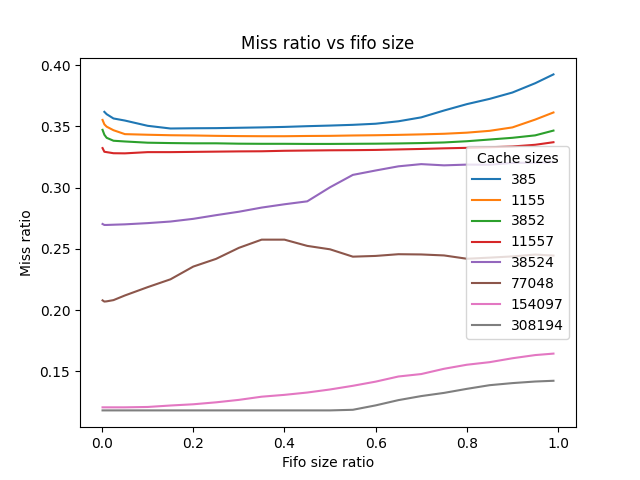 Miss ratio vs fifo size
0.40
0.35
0.30
0.25
0.20
0.15
Miss ratio
Cache sizes
385
1155
3852
11557
38524
77048
154097
308194
0.0 0.2 0.4 0.6 0.8 1.0
Fifo size ratio